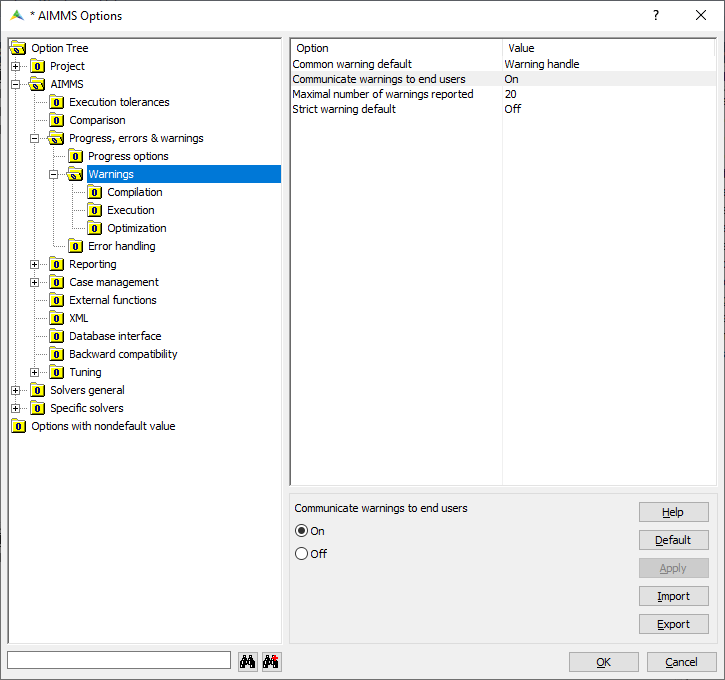 * AIMMS Options
?
Option Tree
Project
AIMMS
Execution tolerances
Comparison
Progress, errors & warnings
Progress options
Warnings
Compilation
Execution
Optimization
Error handling
Reporting
Case management
External functions
XML
Database interface
Backward compatibility
Tuning
Solvers general
Specific solvers
Options with nondefault value
Option Value
Common warning default Warning handle
Communicate warnings to end users On
Maximal number of warnings reported 20
Strict warning default Off
Communicate warnings to end users
On
Off
Help
Default
Apply
Import
Export
OK Cancel